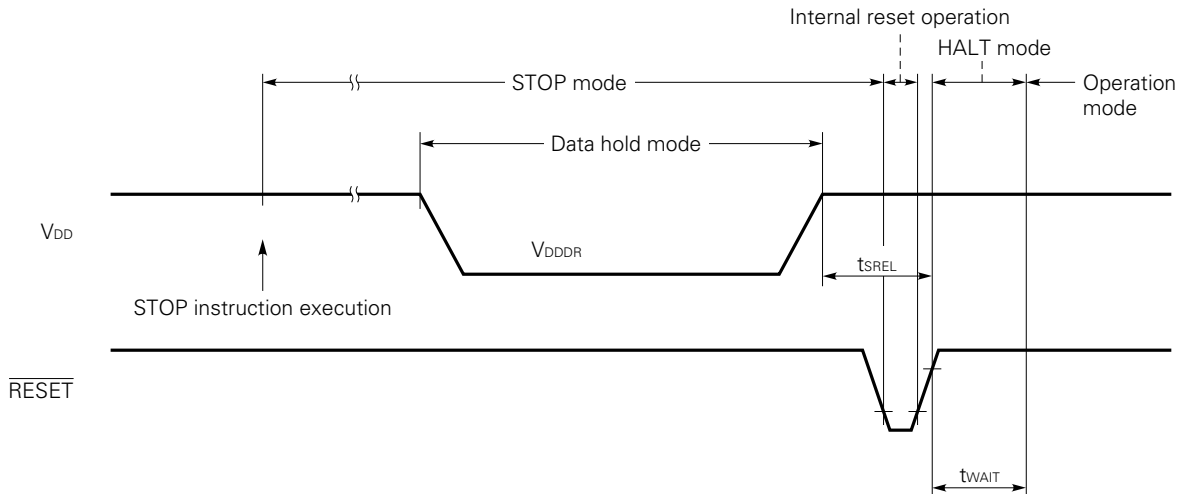 Internal reset operation
HALT mode
STOP mode
Operation
mode
Data hold mode
VDD
VDDDR
tSREL
STOP instruction execution
RESET
tWAIT